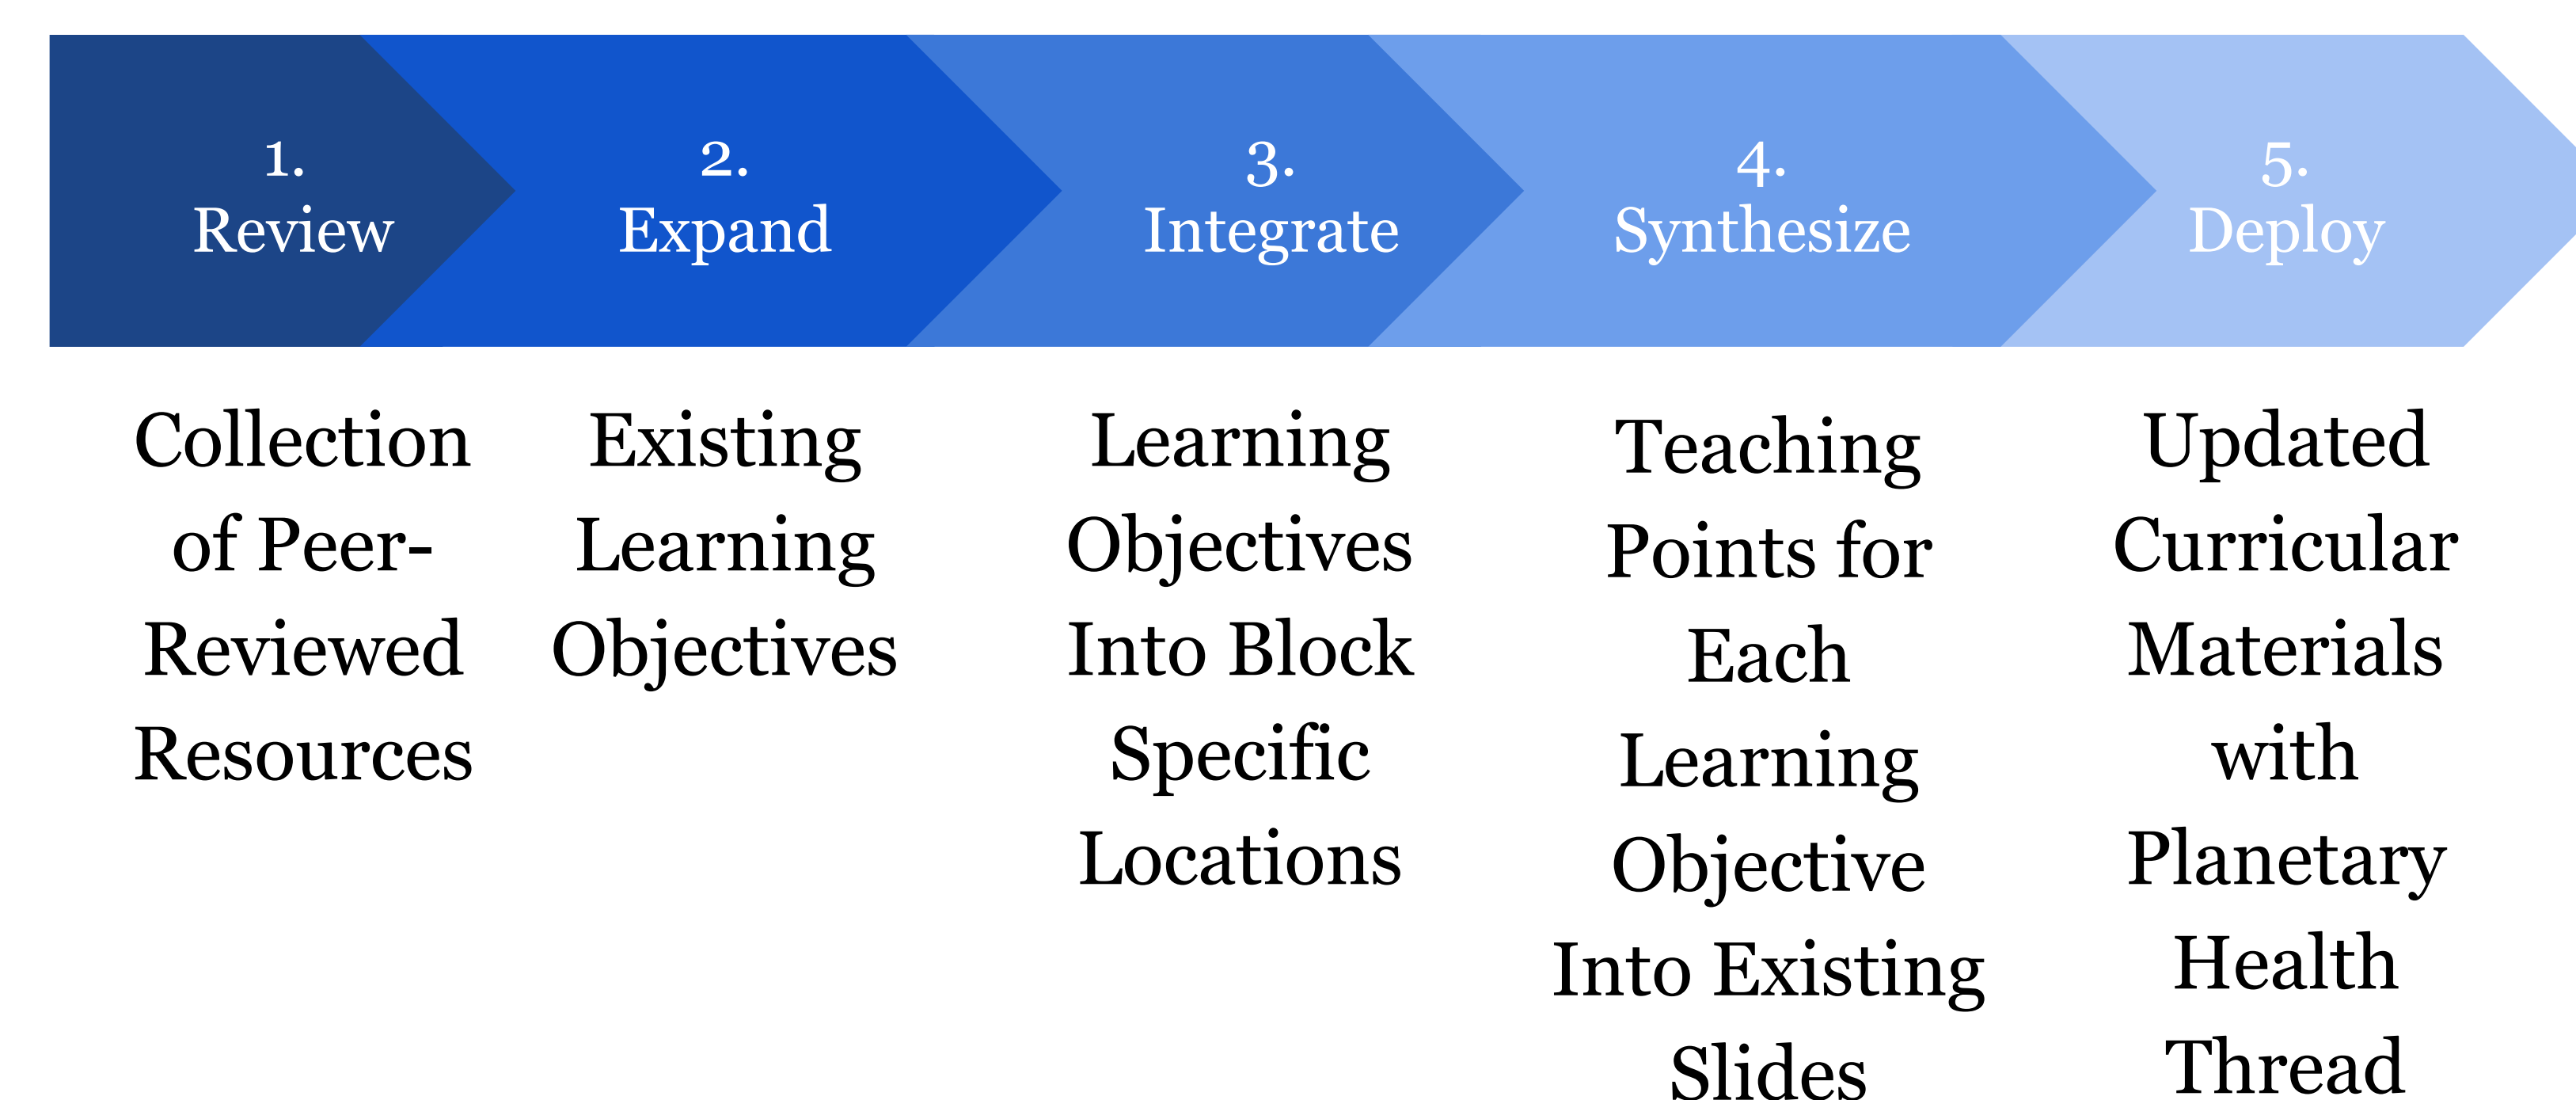 1.
Review
2.
Expand
3.
Integrate
4.
Synthesize
5.
Deploy
Collection
of Peer-
Reviewed
Resources
Existing
Learning
Objectives
Learning
Objectives
Into Block
Specific
Locations
Teaching
Points for
Each
Learning
Objective
Into Existing
Slides
Updated
Curricular
Materials
with
Planetary
Health
Thread